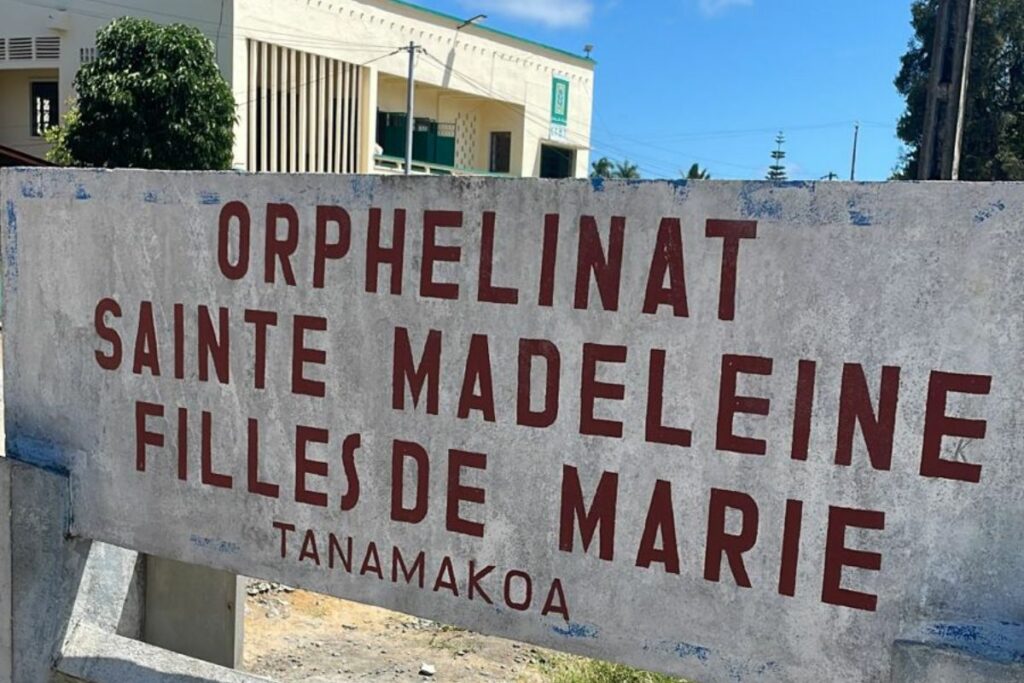 ORPHELINAT
SAINTE MADELEINE
FILLES DE MARIE
TANAMAKOA